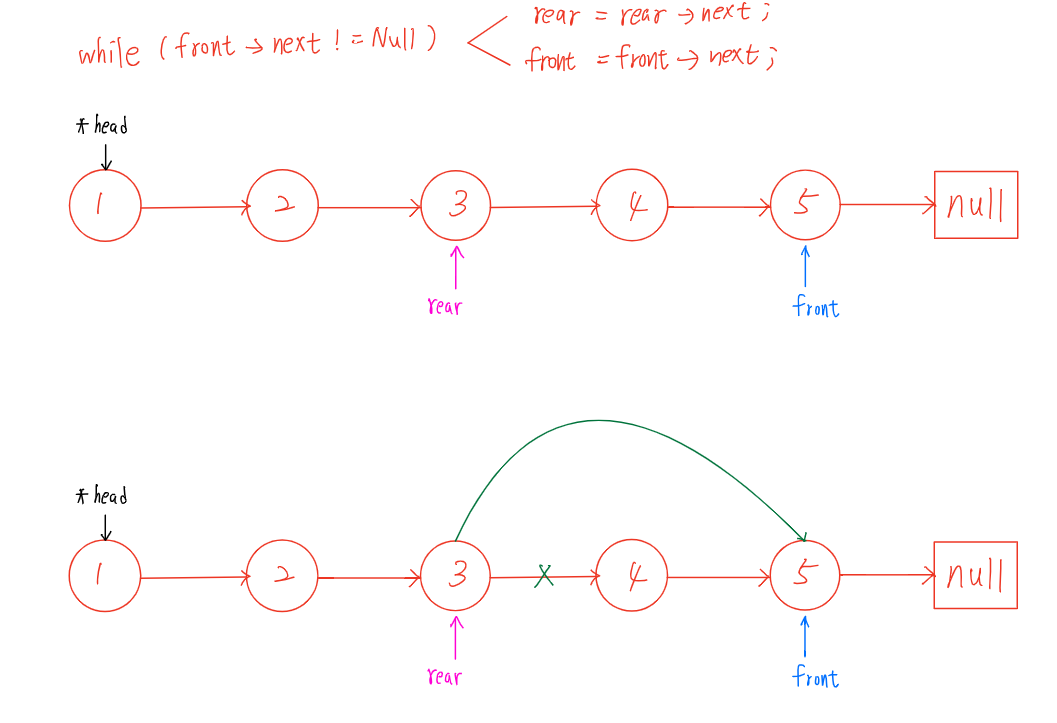 rear = rear → next ;
while ( front → next != Null )
front = front → next ;
* head
1 2 3 4 5 null
rear front
* head
1 2 3 X 4 5 null
rear front